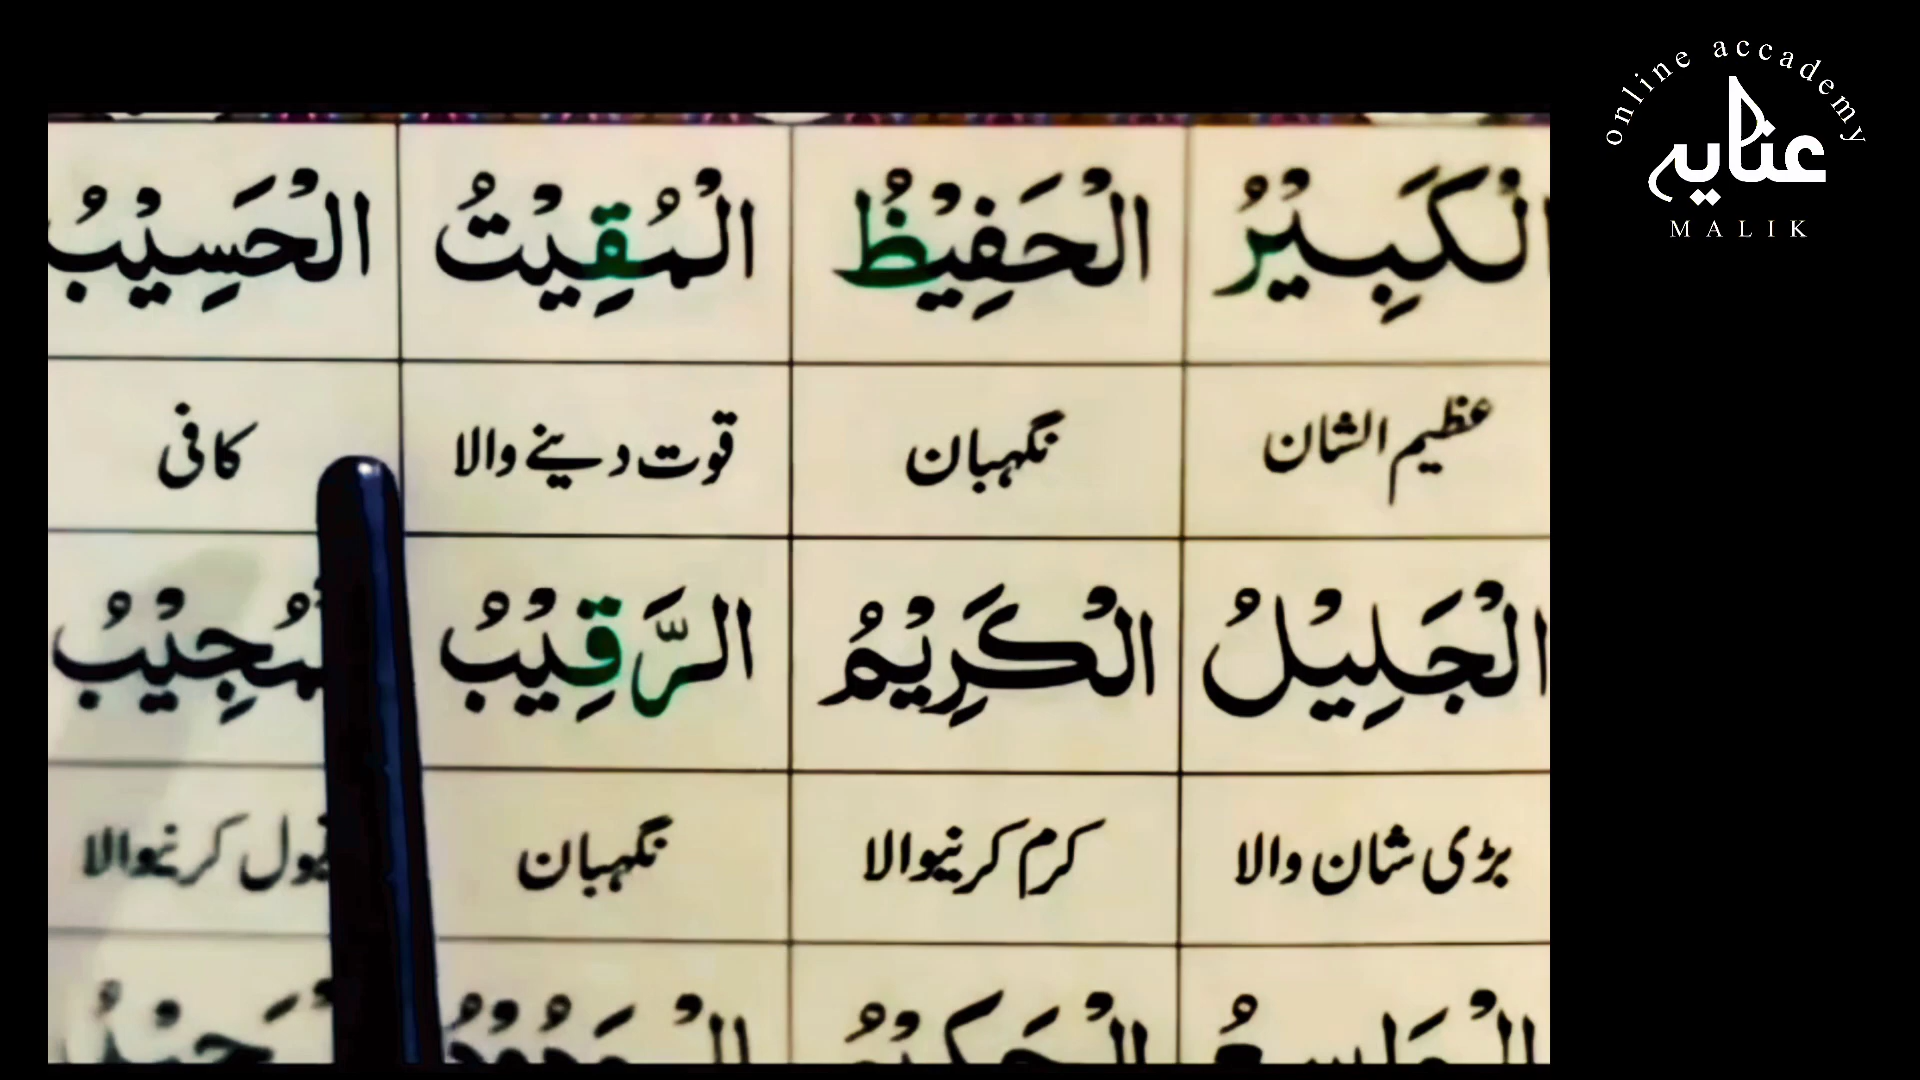 online accademy
عنایہ
MALIK
الْكَبِيْرُ الْحَفِيْظُ الْمُقِيْتُ الْحَسِيْبُ
عظیم الشان نگہبان قوت دینے والا کافی
الْجَلِيْلُ الْكَرِيْمُ الرَّقِيْبُ
بڑی شان والا کرم کرنیوالا نگہبان کرنیوالا